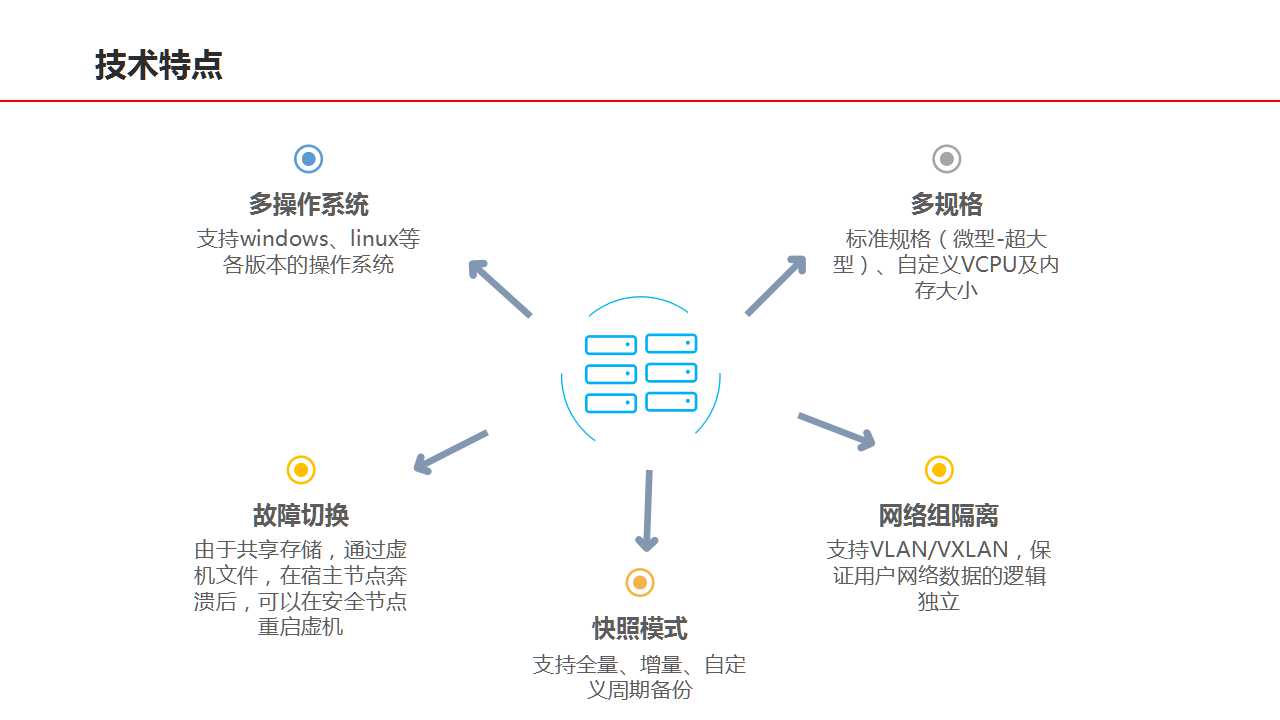 技术特点
多操作系统
支持windows、linux等
各版本的操作系统
多规格
标准规格（微型-超大
型）、自定义VCPU及内
存大小
故障切换
由于共享存储，通过虚
机文件，在宿主节点奔
溃后，可以在安全节点
重启虚机
快照模式
支持全量、增量、自定
义周期备份
网络组隔离
支持VLAN/VXLAN，保
证用户网络数据的逻辑
独立